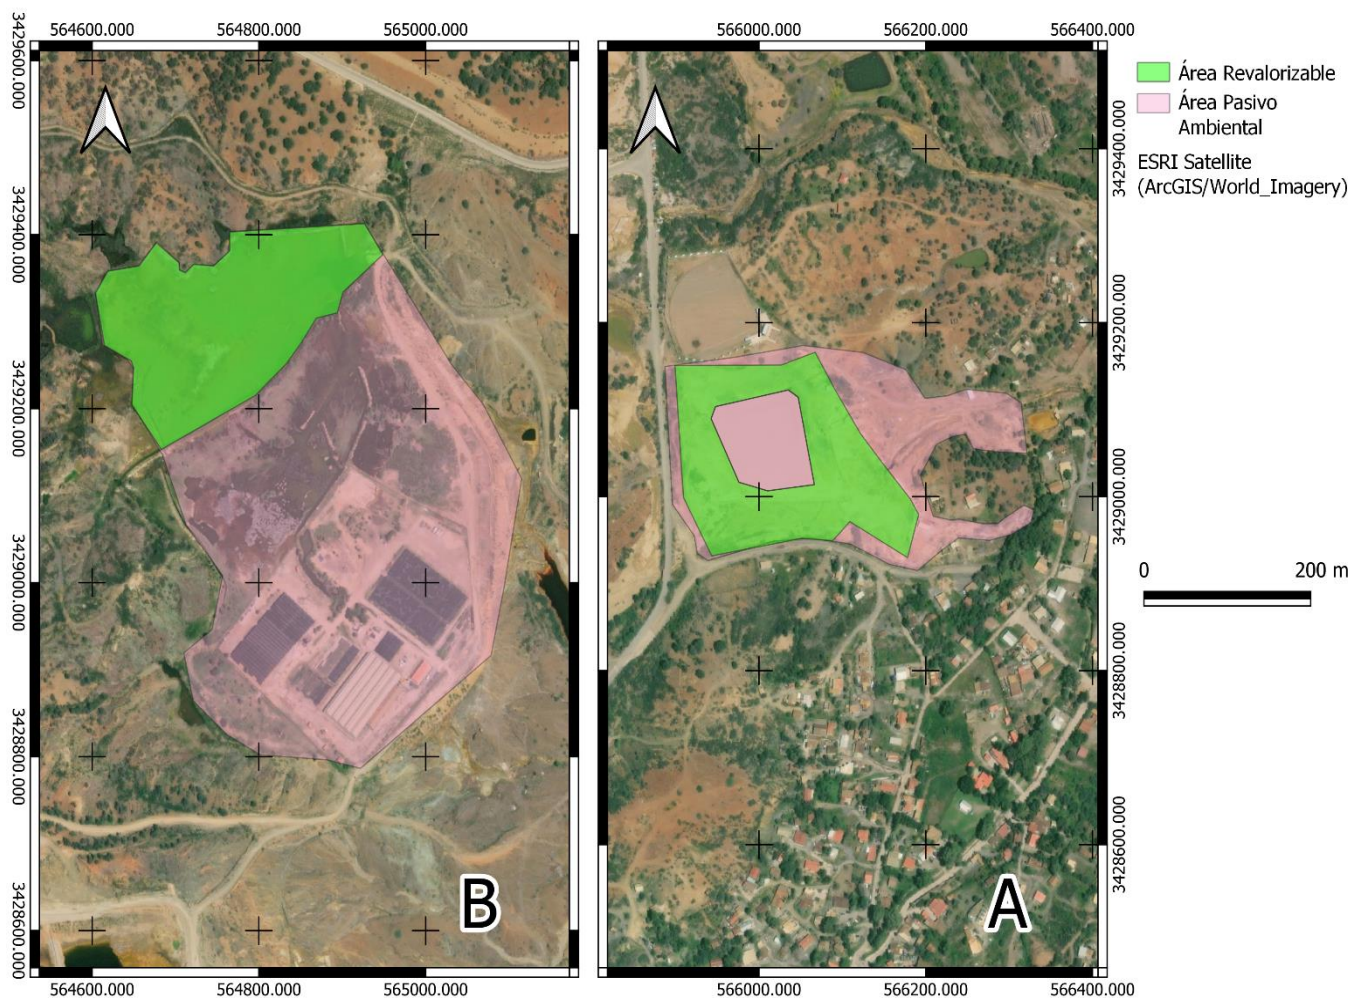 564600.000 564800.000 565000.000
566000.000 566200.000 566400.000
3429600.000
3429400.000
3429200.000
3429000.000
3428800.000
3428600.000
B
564600.000 564800.000 565000.000
3429400.000
3429200.000
3429000.000
3428800.000
3428600.000
A
566000.000 566200.000 566400.000
Área Revalorizable
Área Pasivo
Ambiental
ESRI Satellite
(ArcGIS/World_Imagery)
0 200 m